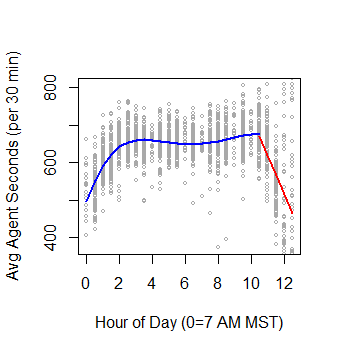 Avg Agent Seconds (per 30 min)
800
600
400
0 2 4 6 8 10 12
Hour of Day (0=7 AM MST)